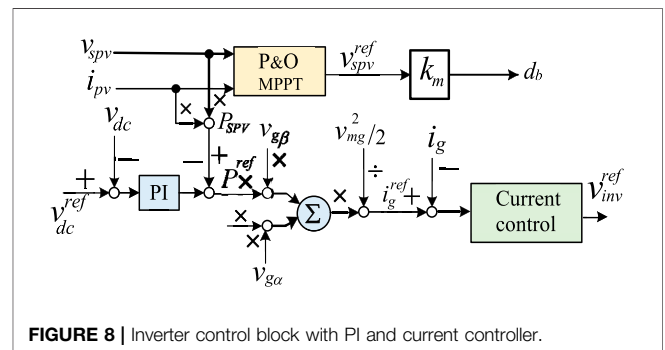 v_spv
P&O
MPPT
v_spv^ref
k_m
d_b
i_pv
v_dc
×
×
P_SPV
v_gβ
v_mg^2/2
i_g
−
− +
P^ref
×
×
÷
−
+
v_dc^ref
PI
Σ
×
i_g^ref
+
Current
control
v_inv^ref
×
×
v_gα
FIGURE 8 | Inverter control block with PI and current controller.